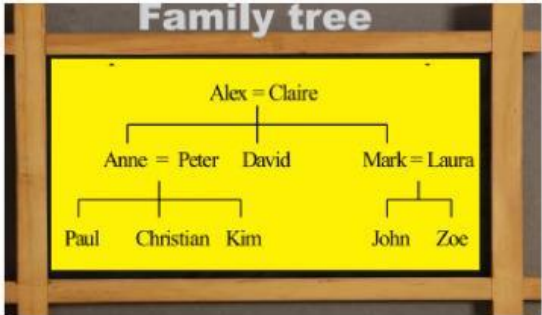 Family tree
Alex = Claire
Anne = Peter David Mark = Laura
Paul Christian Kim John Zoe